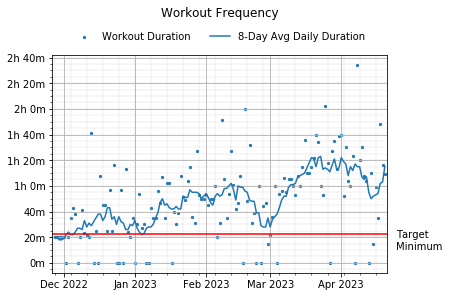 Workout Frequency
Workout Duration
8-Day Avg Daily Duration
2h 40m
2h 20m
2h 0m
1h 40m
1h 20m
1h 0m
40m
20m
0m
Target
Minimum
Dec 2022
Jan 2023
Feb 2023
Mar 2023
Apr 2023